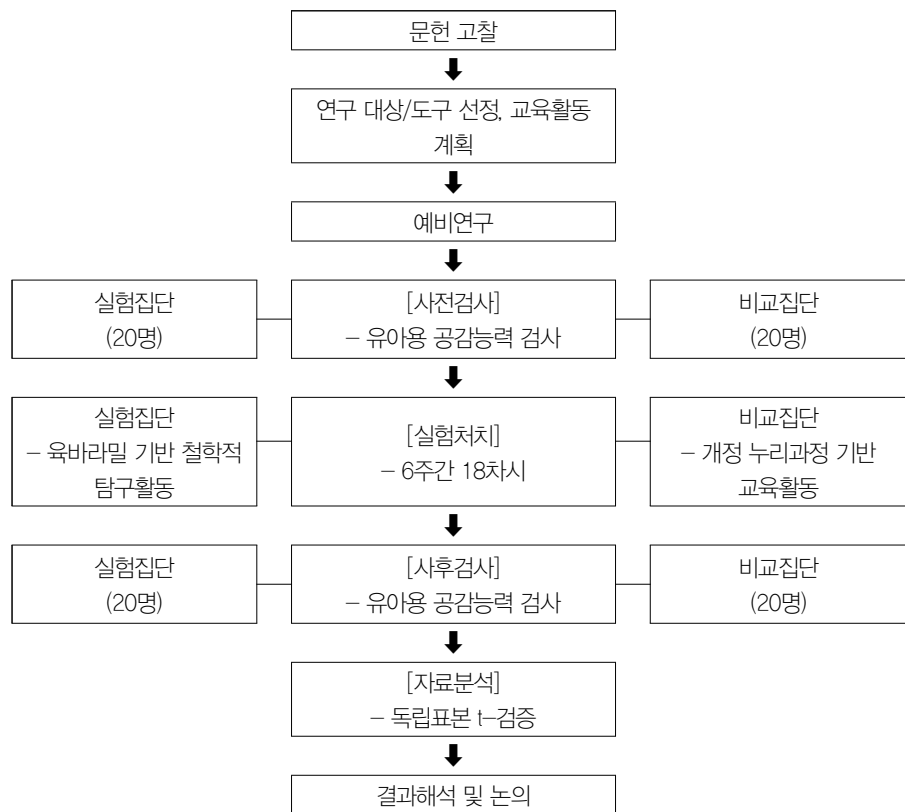 문헌 고찰
연구 대상/도구 선정, 교육활동
계획
예비연구
실험집단
(20명)
[사전검사]
– 유아용 공감능력 검사
비교집단
(20명)
실험집단
– 육바라밀 기반 철학적
탐구활동
[실험처치]
– 6주간 18차시
비교집단
– 개정 누리과정 기반
교육활동
실험집단
(20명)
[사후검사]
– 유아용 공감능력 검사
비교집단
(20명)
[자료분석]
– 독립표본 t–검증
결과해석 및 논의